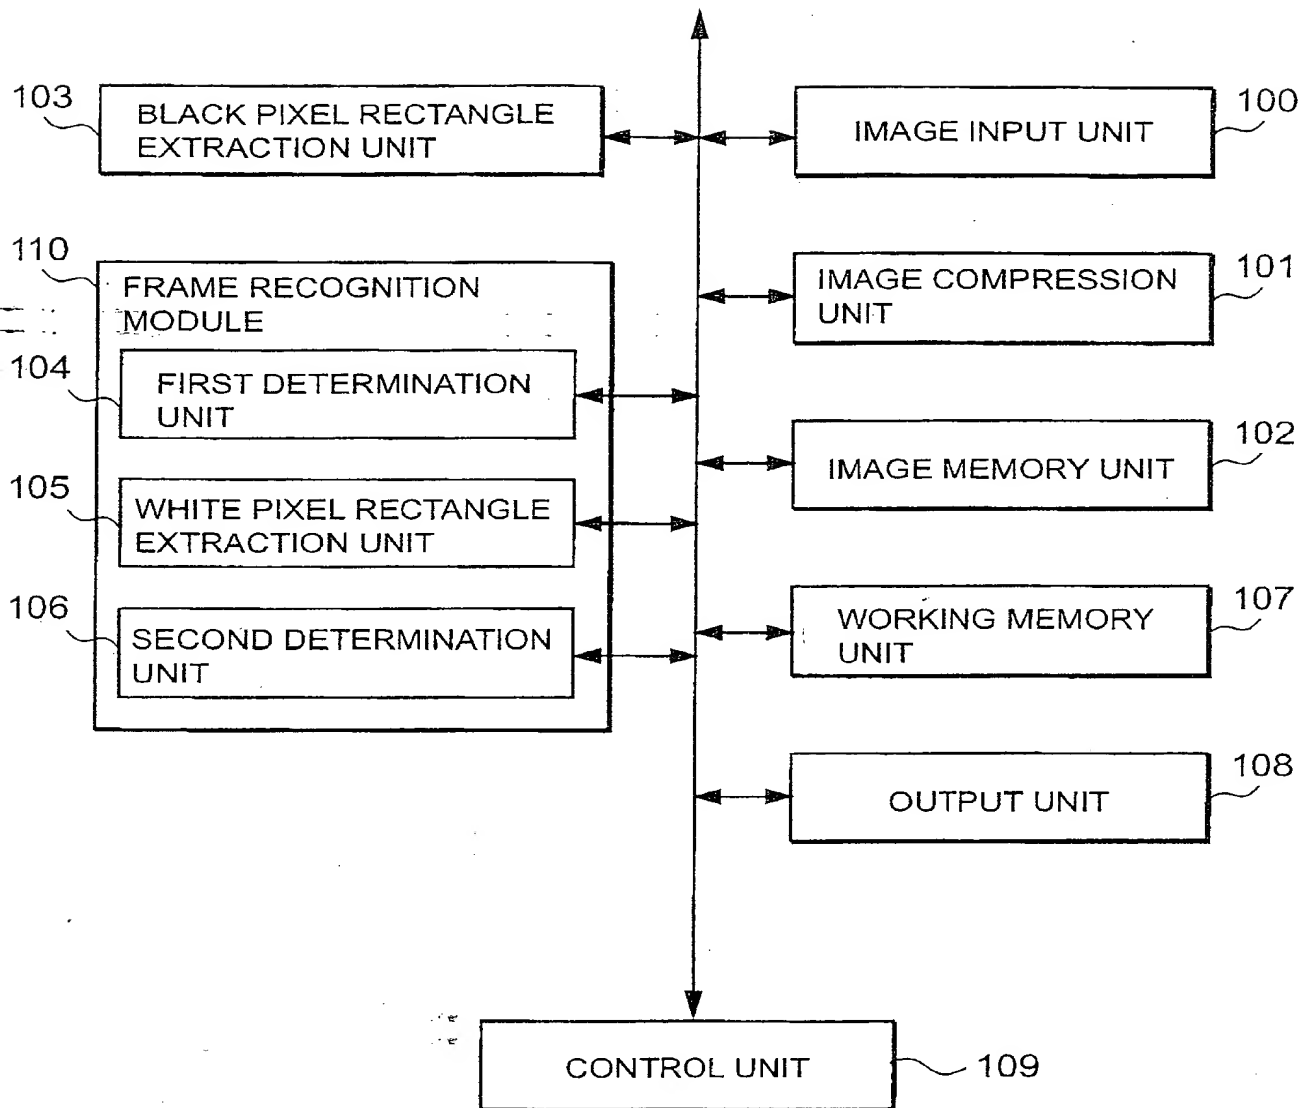 103
BLACK PIXEL RECTANGLE
EXTRACTION UNIT
IMAGE INPUT UNIT
100
110
FRAME RECOGNITION
MODULE
IMAGE COMPRESSION
UNIT
101
104
FIRST DETERMINATION
UNIT
IMAGE MEMORY UNIT
102
105
WHITE PIXEL RECTANGLE
EXTRACTION UNIT
106
SECOND DETERMINATION
UNIT
WORKING MEMORY
UNIT
107
OUTPUT UNIT
108
CONTROL UNIT
109